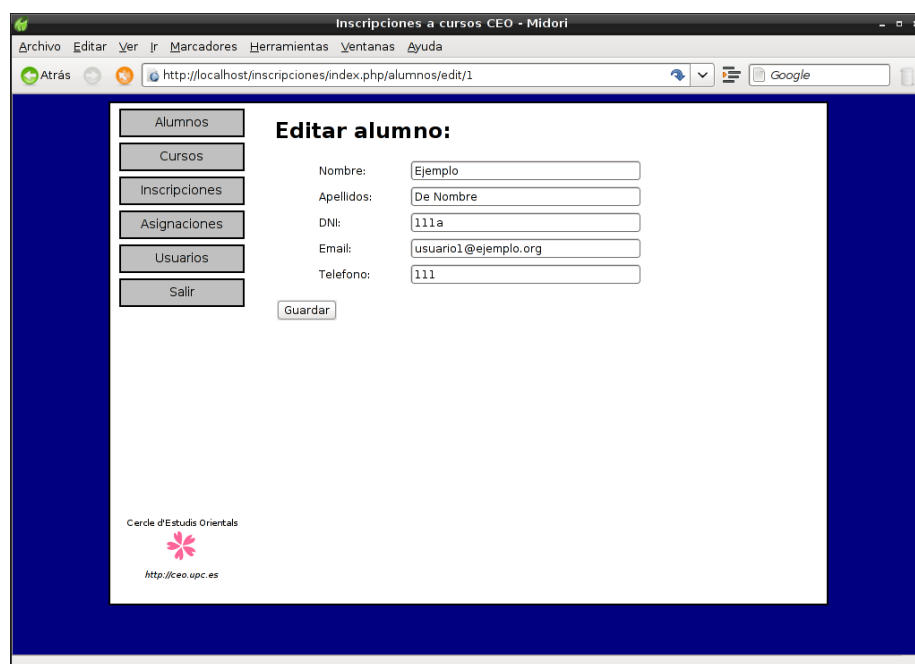 Inscripciones a cursos CEO - Midori
Archivo Editar Ver Ir Marcadores Herramientas Ventanas Ayuda
Atrás http://localhost/inscripciones/index.php/alumnos/edit/1 Google
Alumnos
Cursos
Inscripciones
Asignaciones
Usuarios
Salir
Editar alumno:
Nombre: Ejemplo
Apellidos: De Nombre
DNI: 111a
Email: usuario1@ejemplo.org
Telefono: 111
Guardar
Cercle d'Estudis Orientals
http://ceo.upc.es